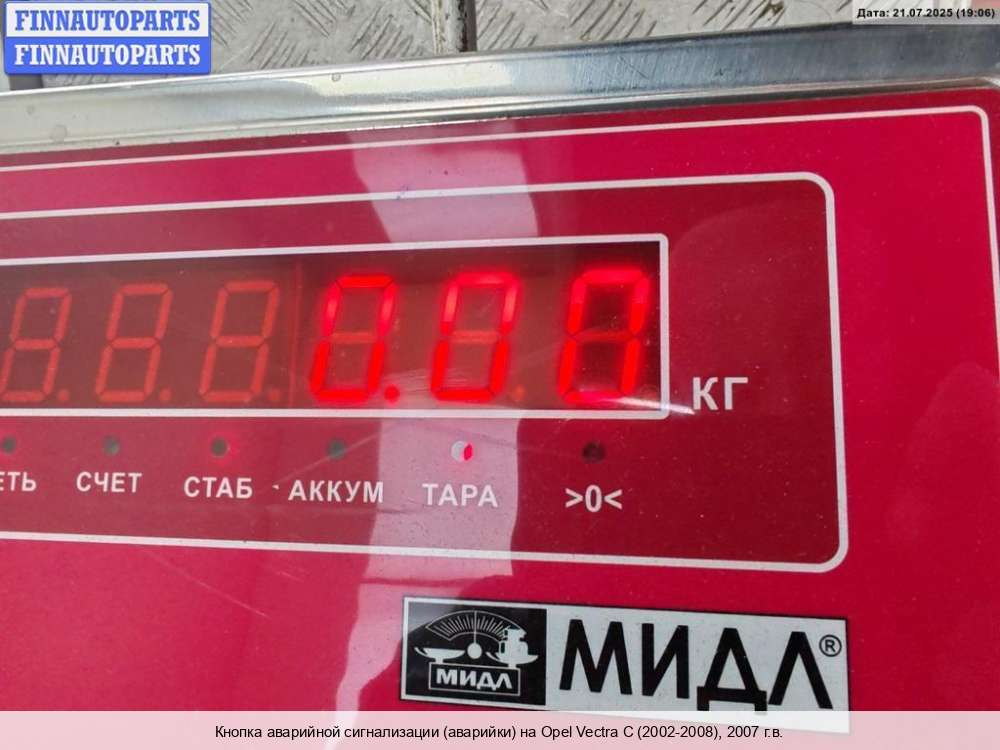 FINNAUTOPARTS
FINNAUTOPARTS
Дата: 21.07.2025 (19:06)
0.00
КГ
СЧЕТ
СТАБ
АККУМ
ТАРА
>0<
МИДЛ
МИДЛ®
Кнопка аварийной сигнализации (аварийки) на Opel Vectra C (2002-2008), 2007 г.в.